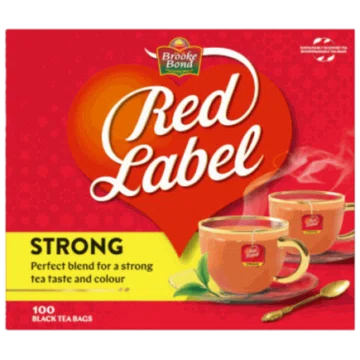 Brooke
Bond
Red
Label
STRONG
Perfect blend for a strong
tea taste and colour
100
BLACK TEA BAGS